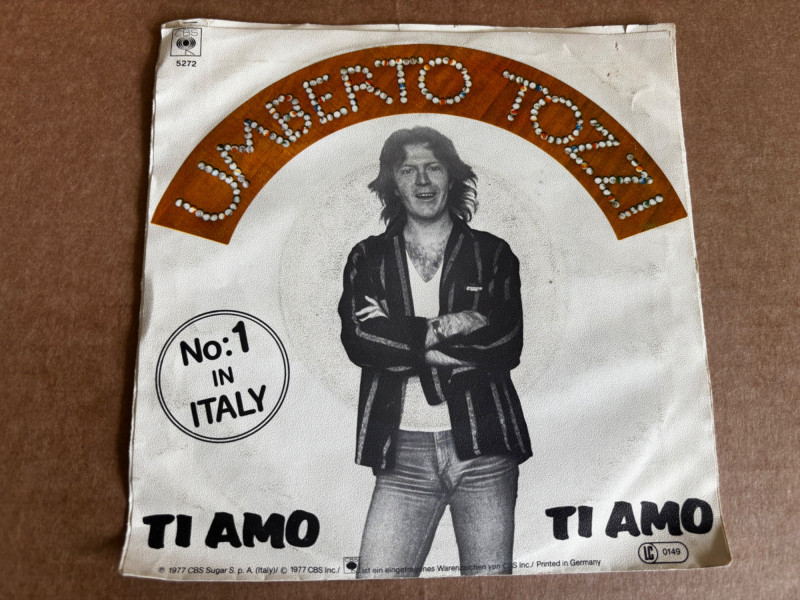 CBS
5272
UMBERTO TOZZI
No:1
IN
ITALY
TI AMO
TI AMO
LC 0149
℗ 1977 CBS Sugar S. p. A. (Italy)/ © 1977 CBS Inc./ CBS ist ein eingetragenes Warenzeichen von CBS Inc./ Printed in Germany